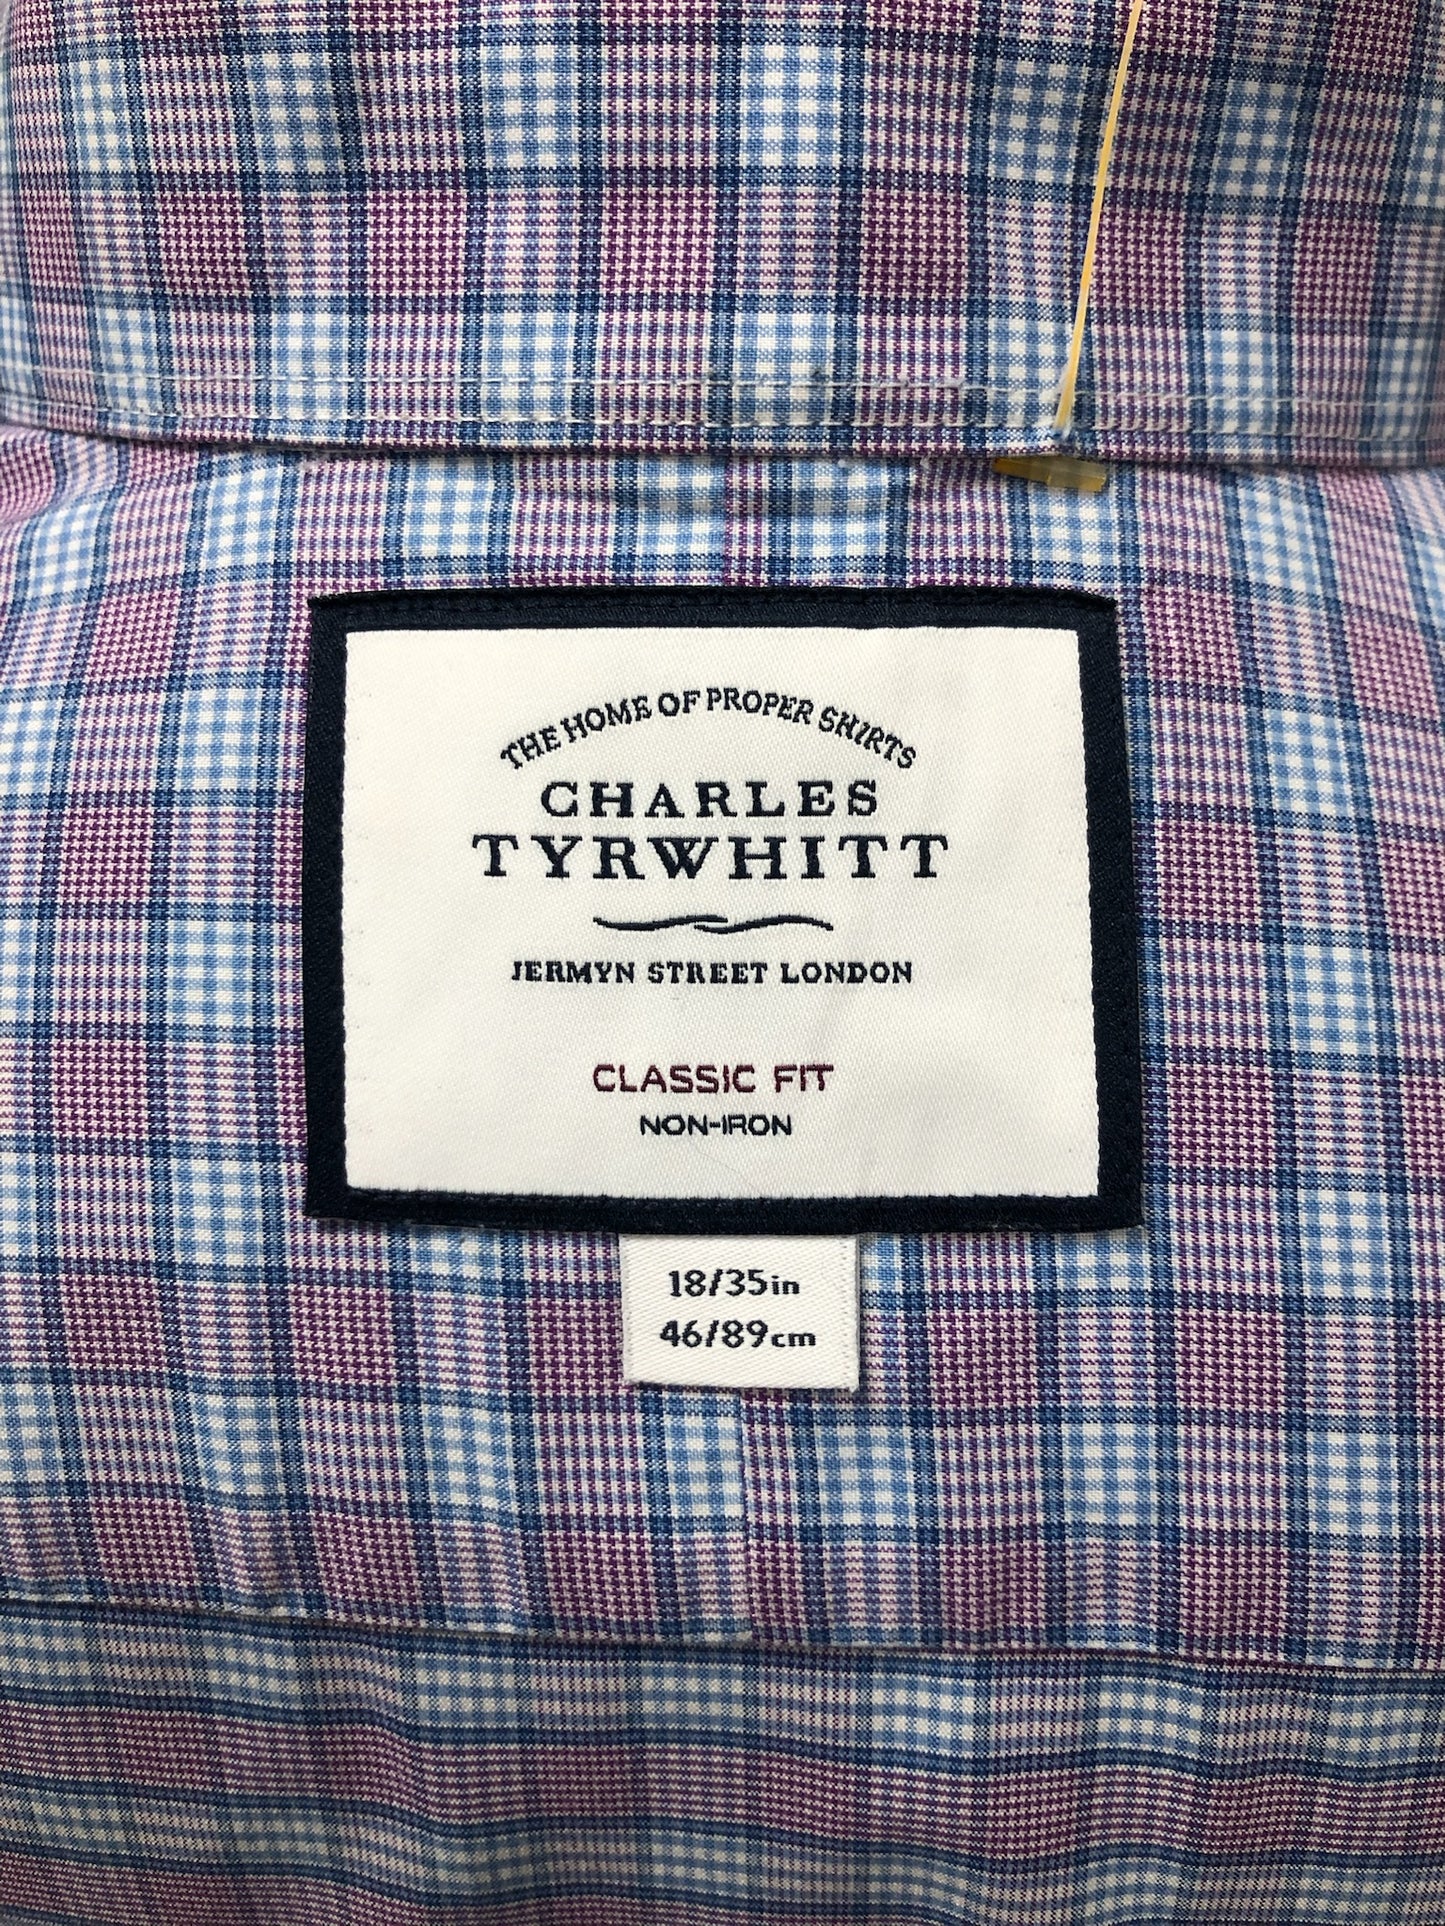 THE HOME OF PROPER SHIRTS
CHARLES
TYRWHITT
JERMYN STREET LONDON
CLASSIC FIT
NON-IRON
18/35in
46/89cm